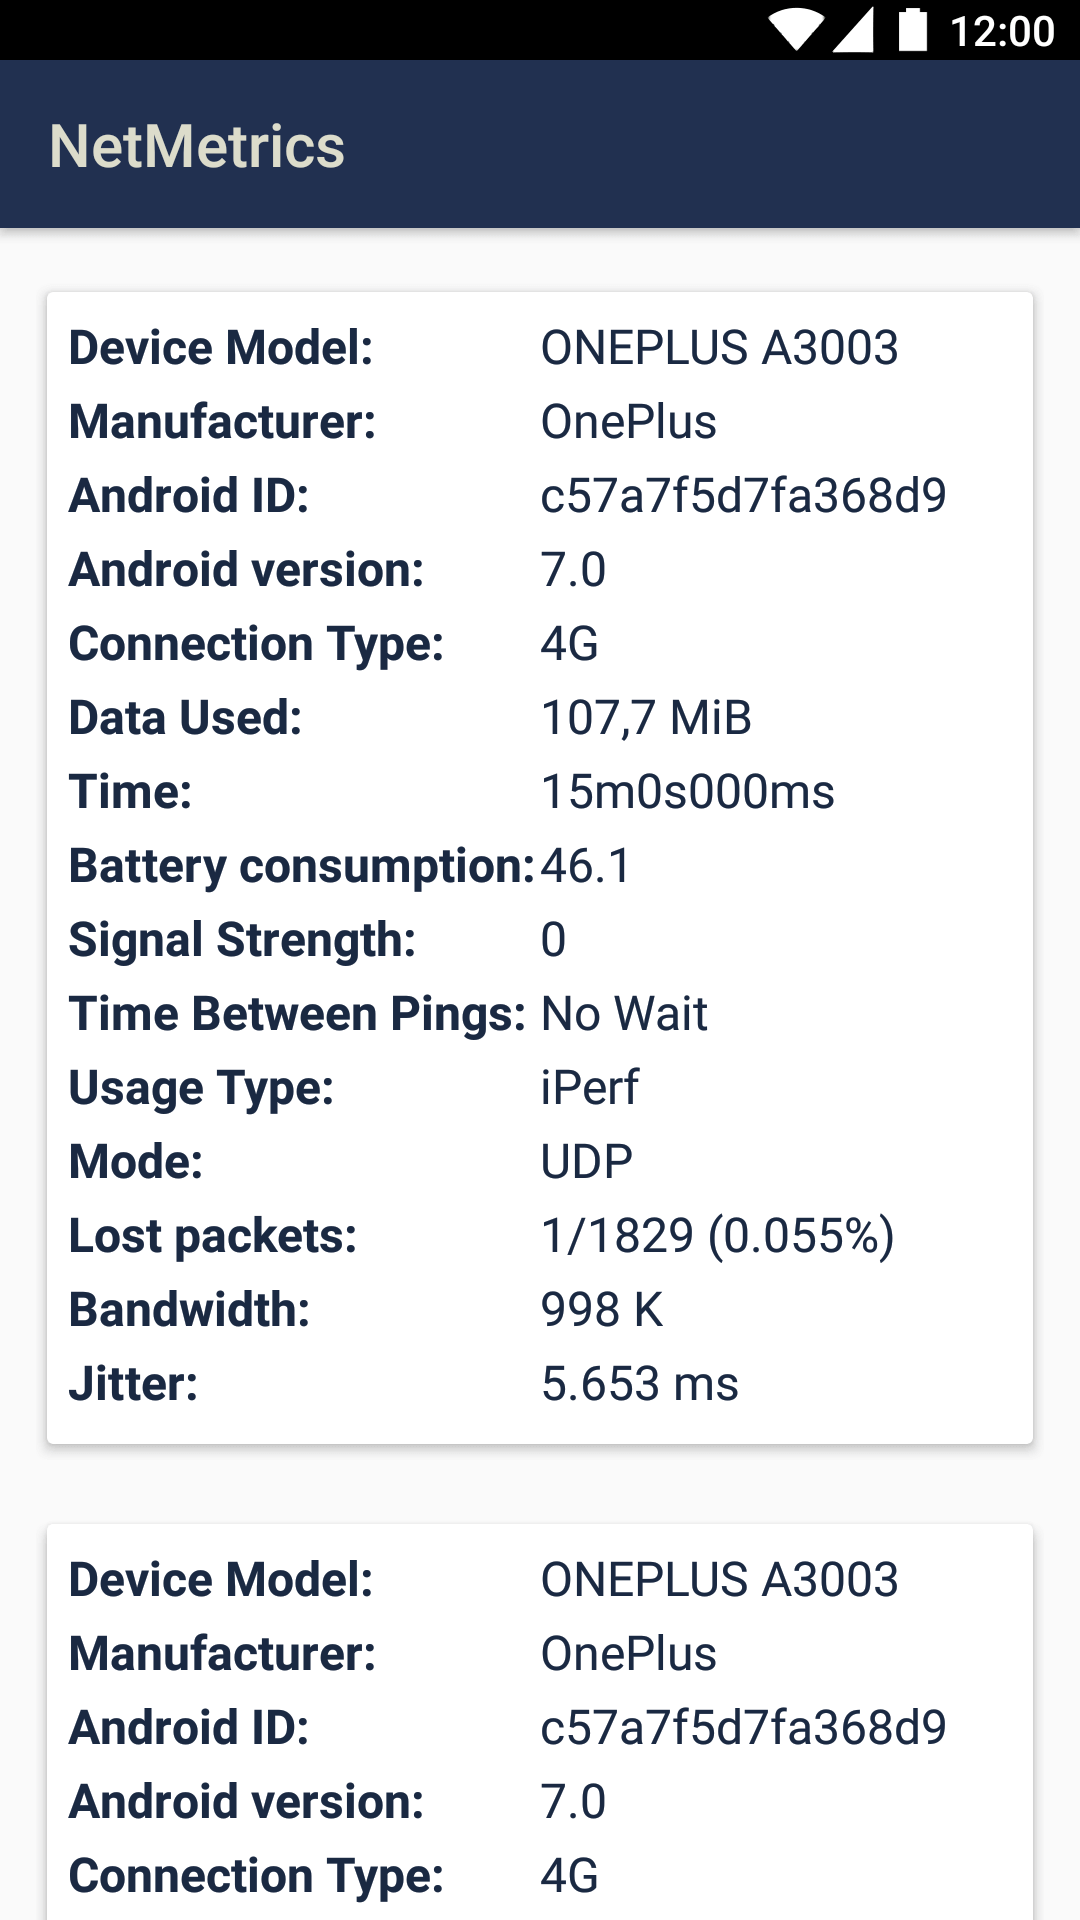 12:00
NetMetrics
Device Model: ONEPLUS A3003
Manufacturer: OnePlus
Android ID: c57a7f5d7fa368d9
Android version: 7.0
Connection Type: 4G
Data Used: 107,7 MiB
Time: 15m0s000ms
Battery consumption: 46.1
Signal Strength: 0
Time Between Pings: No Wait
Usage Type: iPerf
Mode: UDP
Lost packets: 1/1829 (0.055%)
Bandwidth: 998 K
Jitter: 5.653 ms
Device Model: ONEPLUS A3003
Manufacturer: OnePlus
Android ID: c57a7f5d7fa368d9
Android version: 7.0
Connection Type: 4G